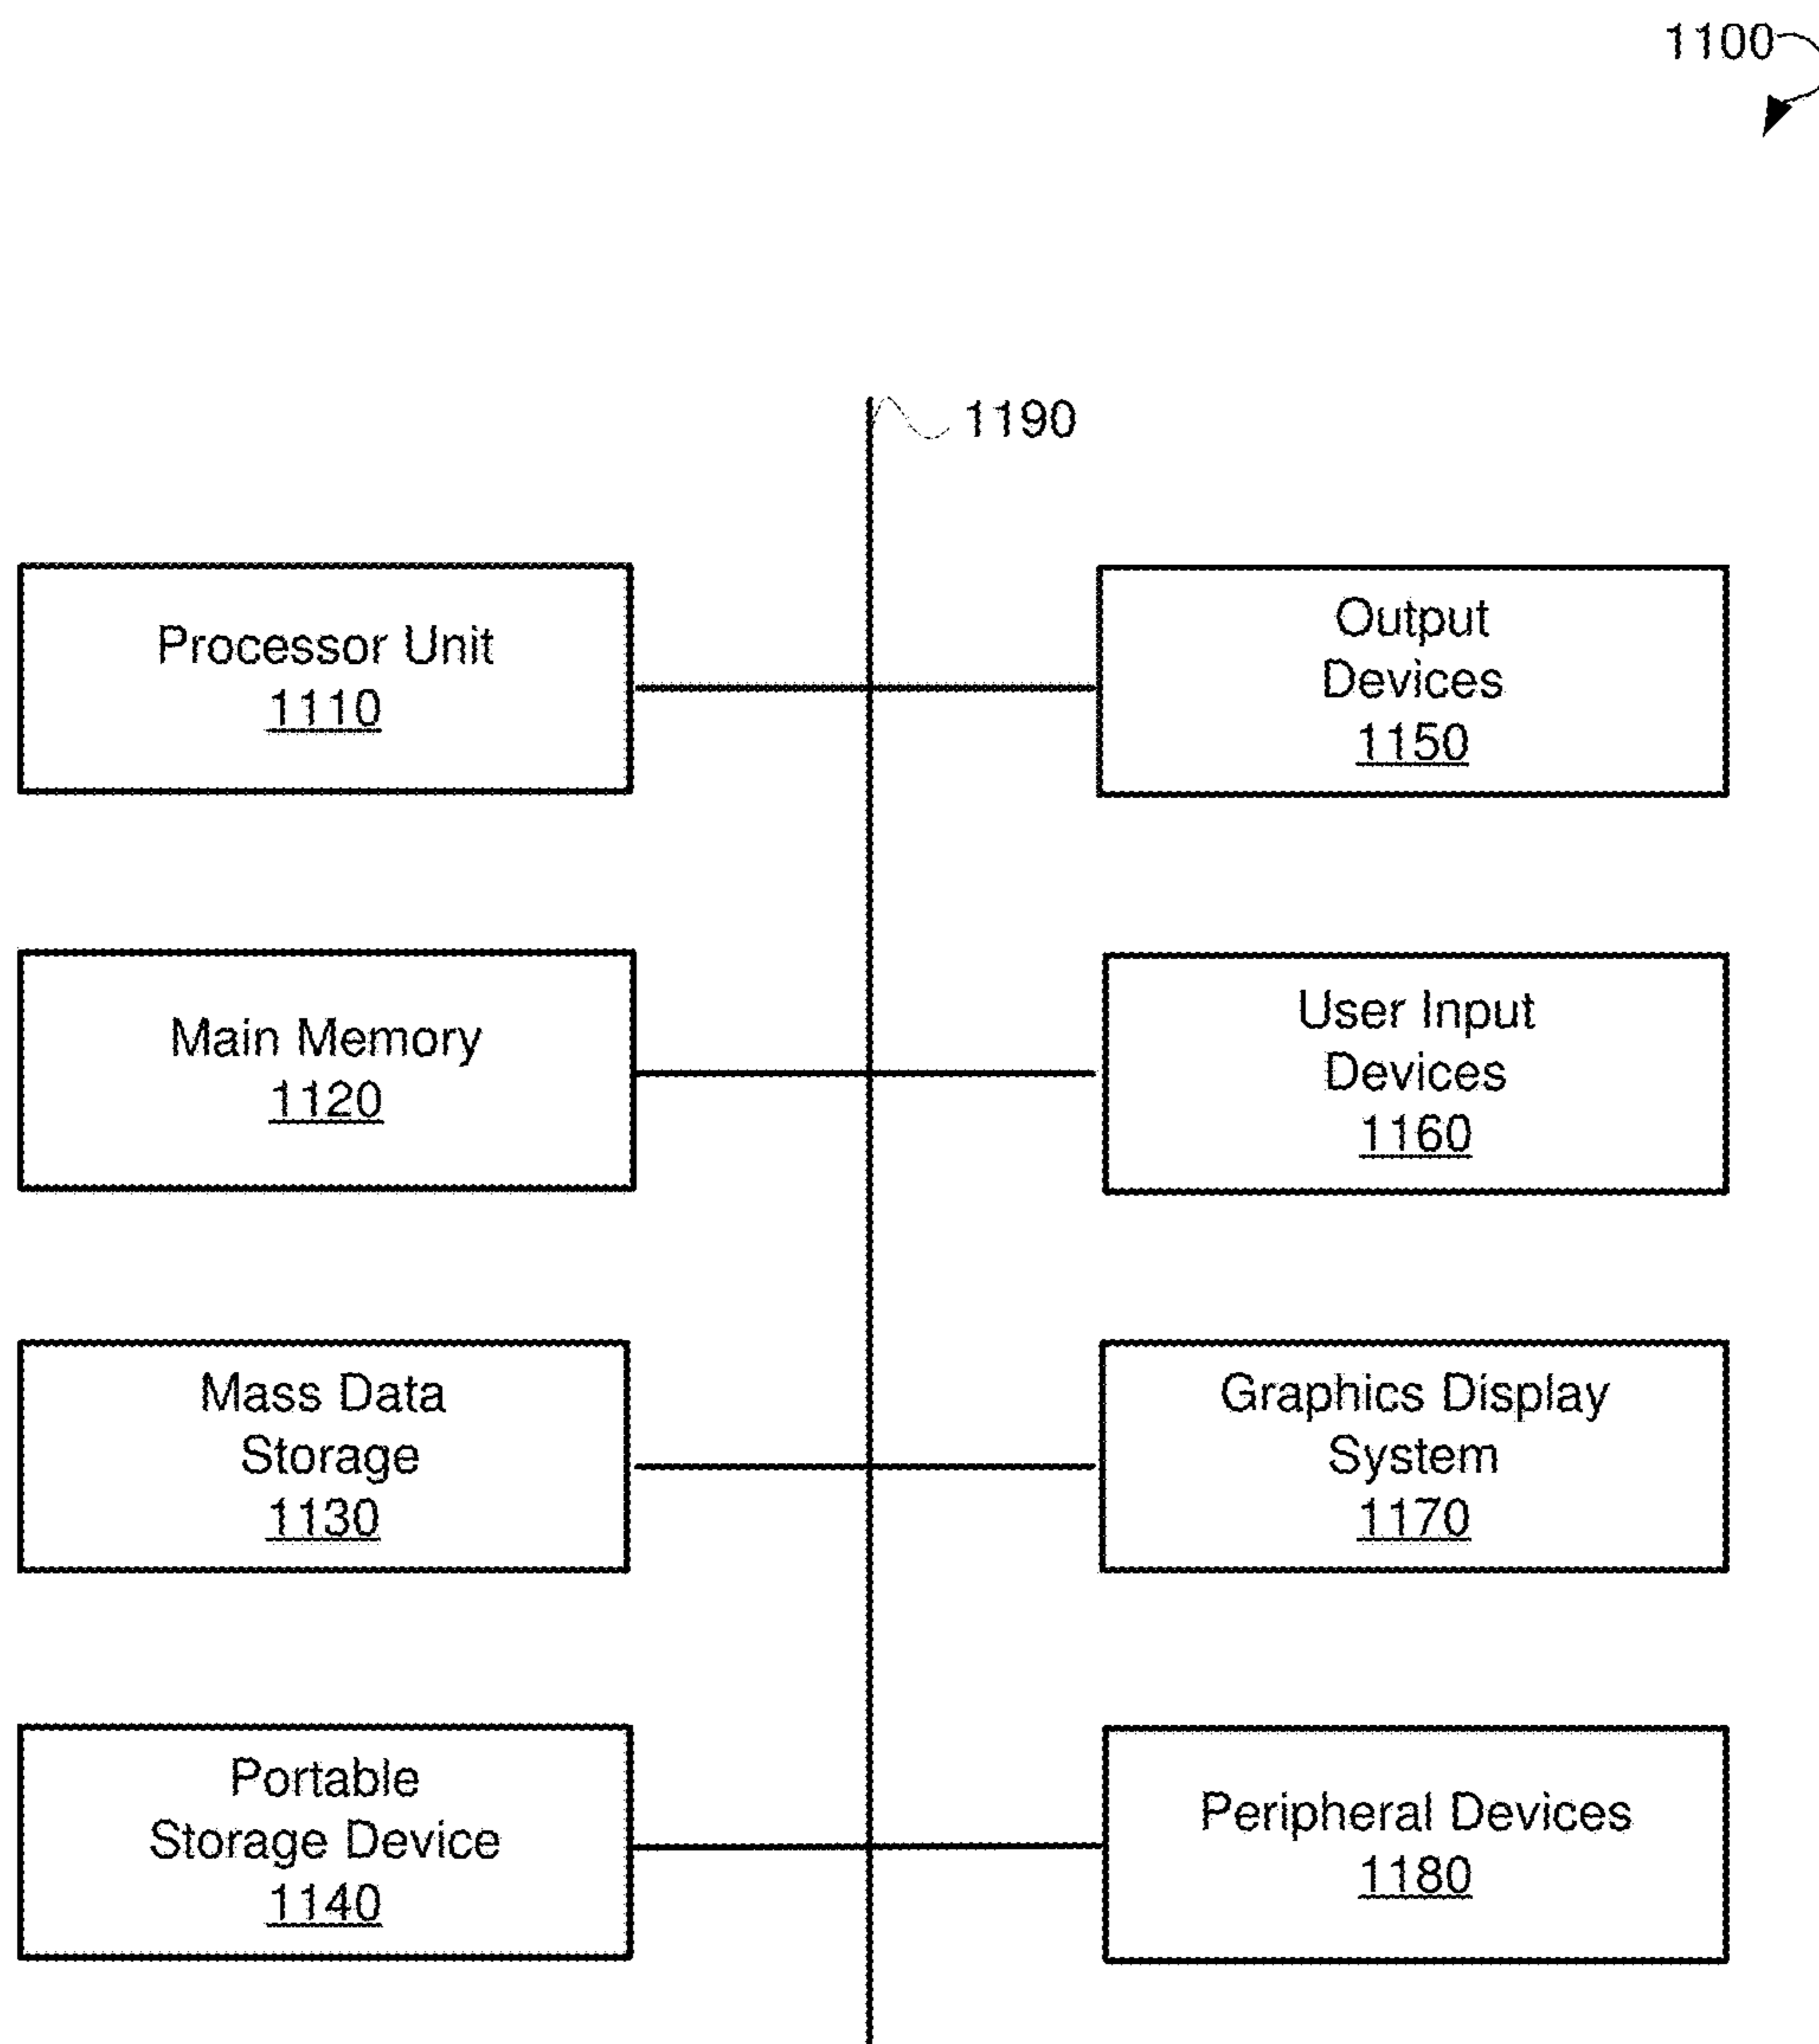 1100
1190
Processor Unit
1110
Output
Devices
1150
Main Memory
1120
User Input
Devices
1160
Mass Data
Storage
1130
Graphics Display
System
1170
Portable
Storage Device
1140
Peripheral Devices
1180